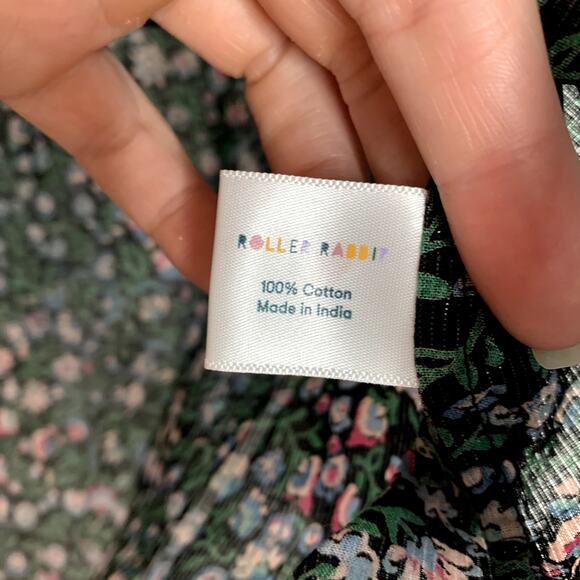 ROLLER RABBIT
100% Cotton
Made in India